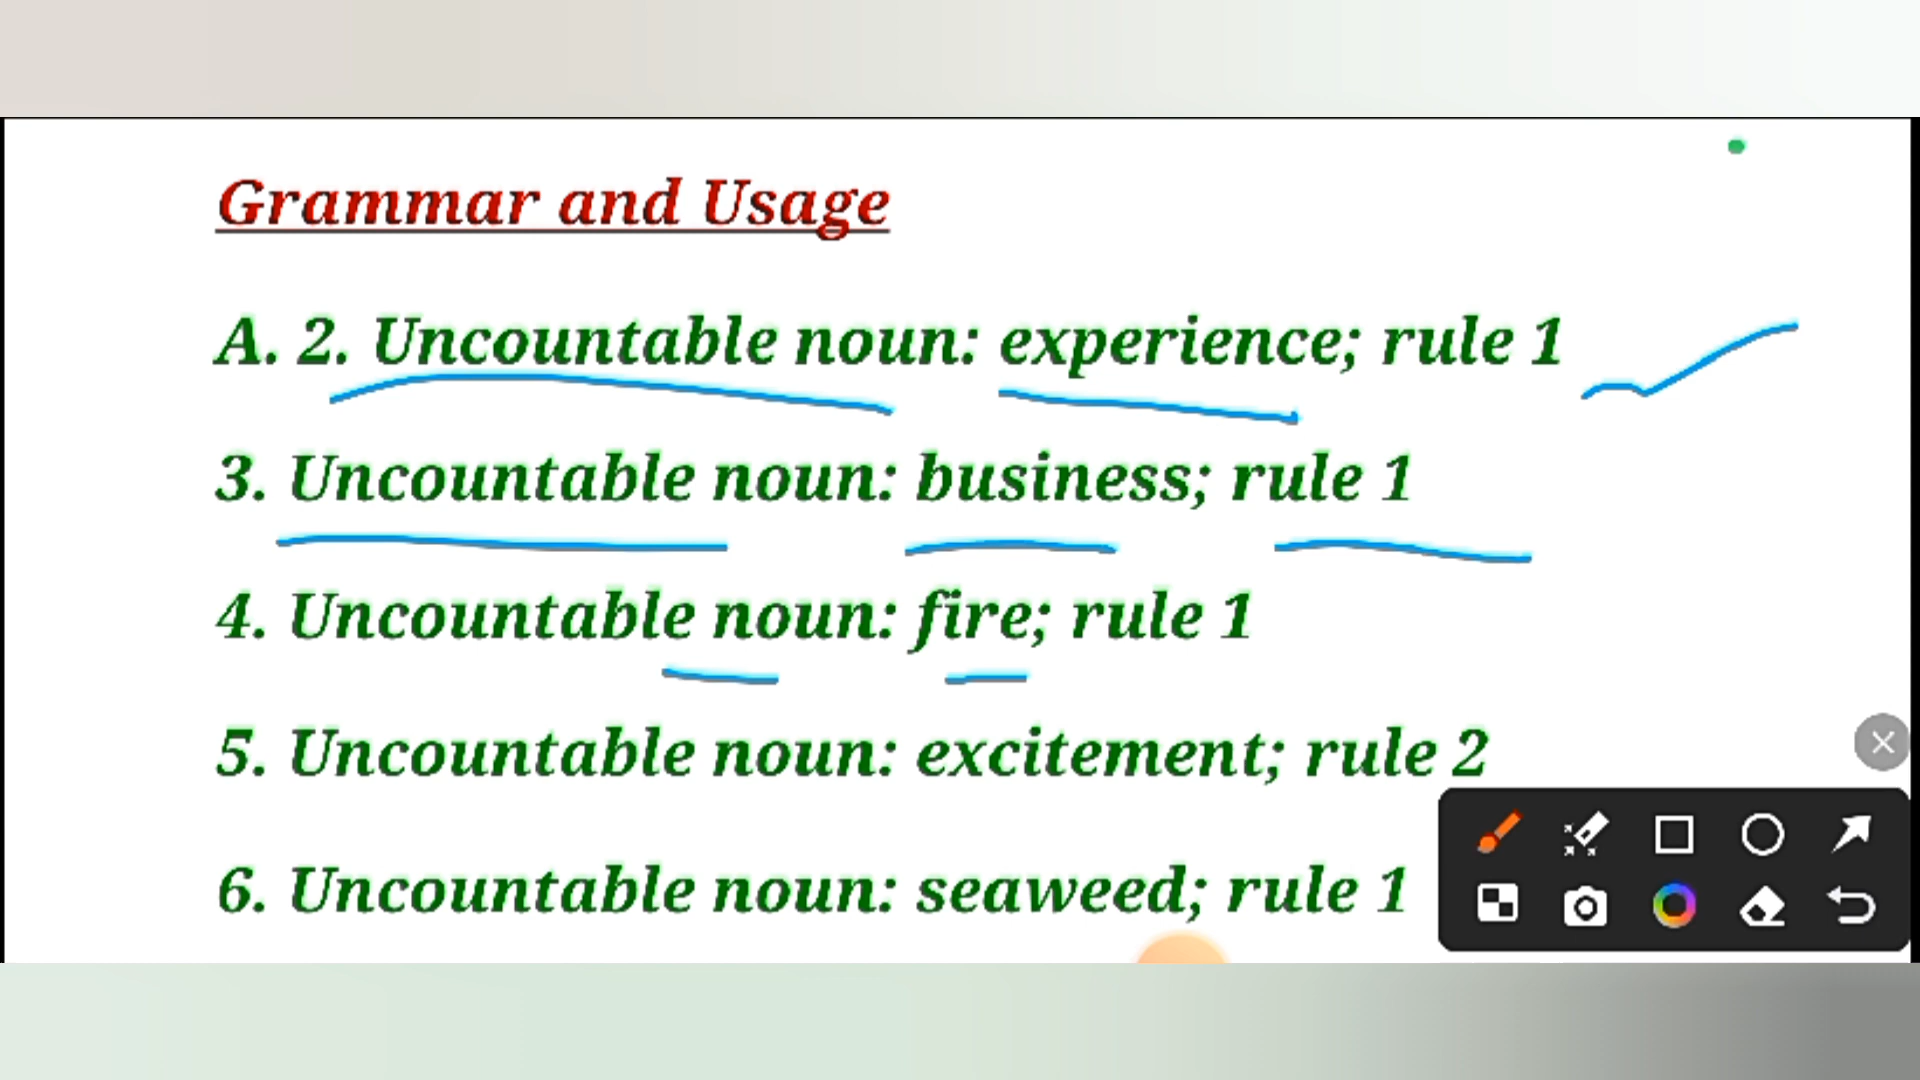 Grammar and Usage
A. 2. Uncountable noun: experience; rule 1
3. Uncountable noun: business; rule 1
4. Uncountable noun: fire; rule 1
5. Uncountable noun: excitement; rule 2
6. Uncountable noun: seaweed; rule 1